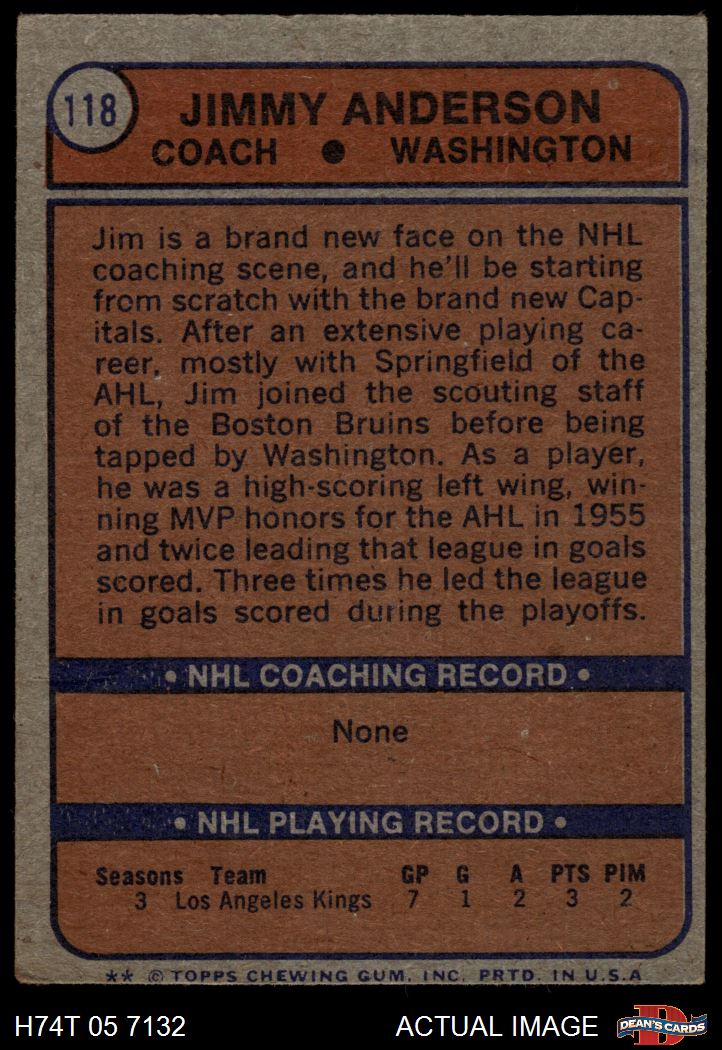 118
JIMMY ANDERSON
COACH ● WASHINGTON
Jim is a brand new face on the NHL
coaching scene, and he'll be starting
from scratch with the brand new Cap-
itals. After an extensive playing ca-
reer, mostly with Springfield of the
AHL, Jim joined the scouting staff
of the Boston Bruins before being
tapped by Washington. As a player,
he was a high-scoring left wing, win-
ning MVP honors for the AHL in 1955
and twice leading that league in goals
scored. Three times he led the league
in goals scored during the playoffs.
• NHL COACHING RECORD •
None
• NHL PLAYING RECORD •
Seasons Team GP G A PTS PIM
3 Los Angeles Kings 7 1 2 3 2
** © TOPPS CHEWING GUM, INC. PRTD. IN U.S.A
H74T 05 7132 ACTUAL IMAGE D DEAN'S CARDS